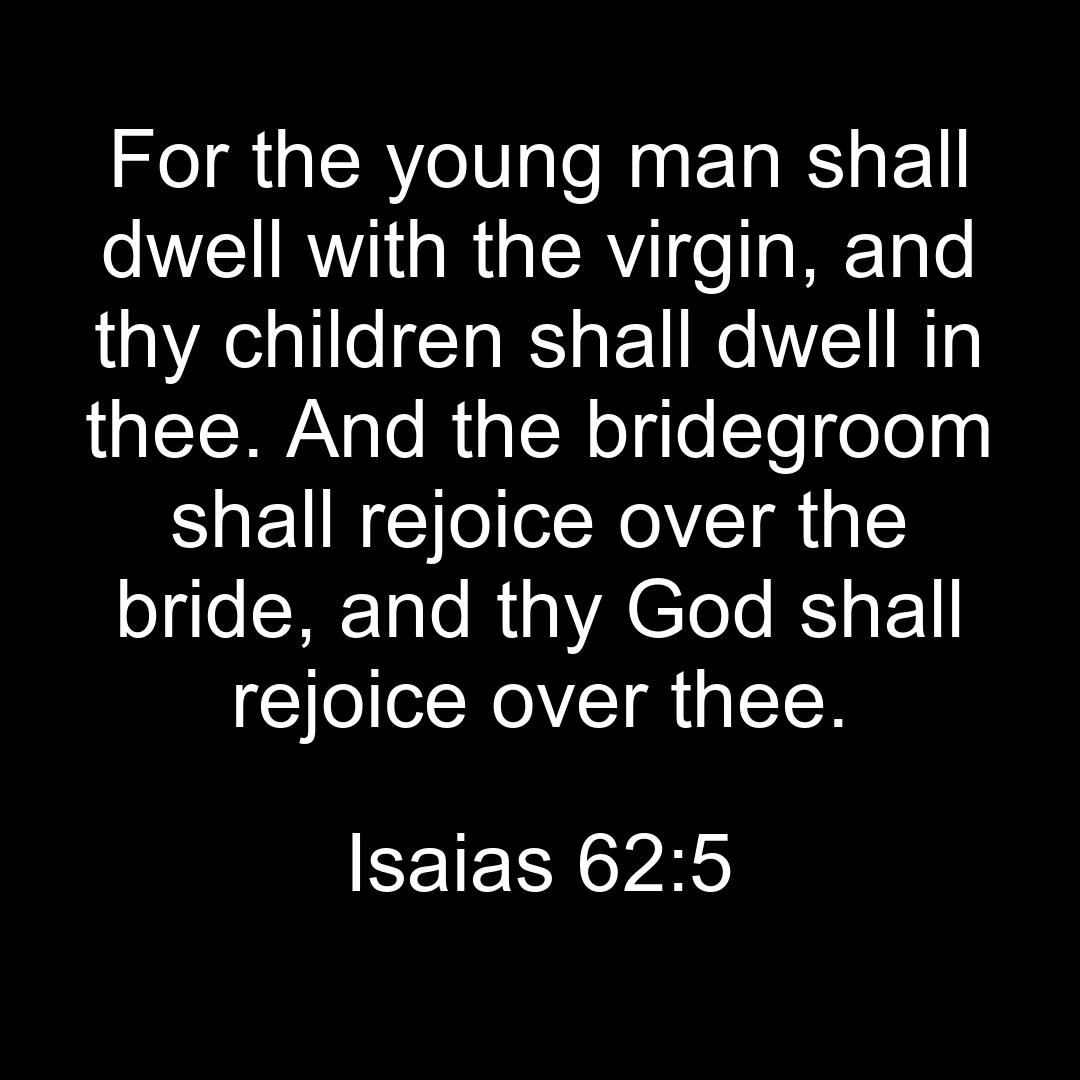 For the young man shall
dwell with the virgin, and
thy children shall dwell in
thee. And the bridegroom
shall rejoice over the
bride, and thy God shall
rejoice over thee.
Isaias 62:5